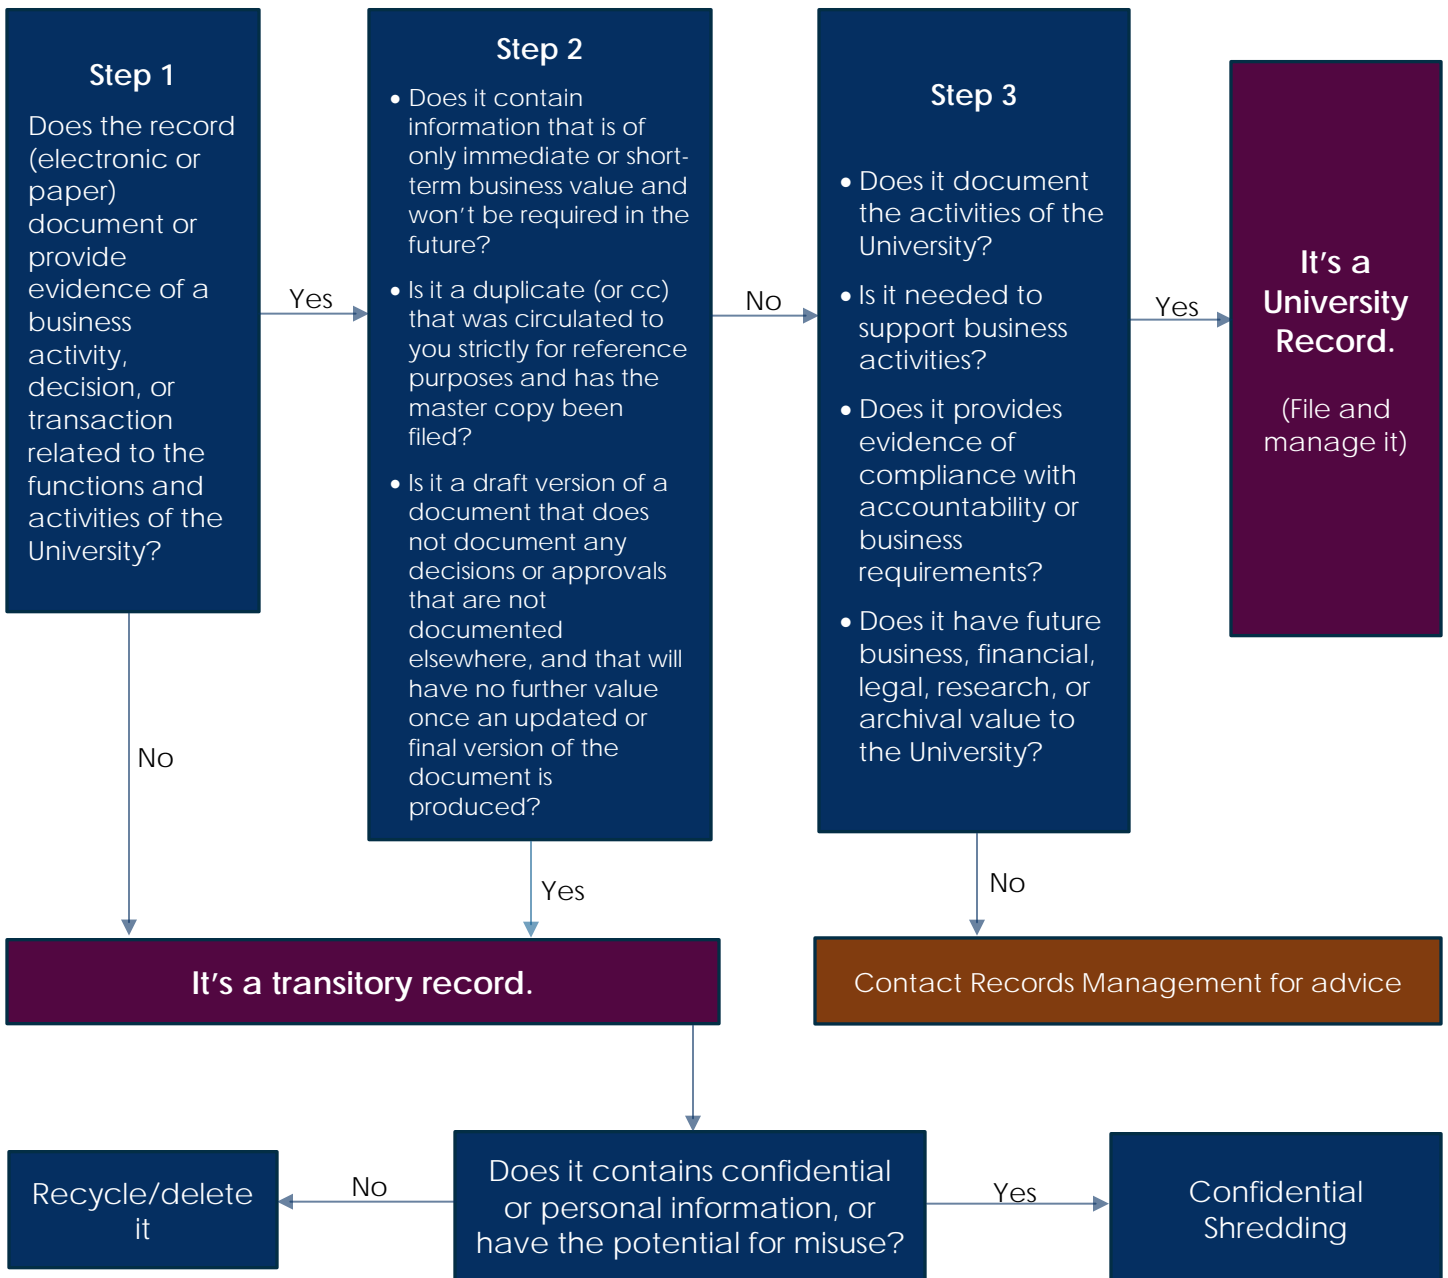 Step 1
Does the record
(electronic or
paper)
document or
provide
evidence of a
business
activity,
decision, or
transaction
related to the
functions and
activities of the
University?
Yes
No
Step 2
• Does it contain
information that is of
only immediate or short-
term business value and
won't be required in the
future?
• Is it a duplicate (or cc)
that was circulated to
you strictly for reference
purposes and has the
master copy been
filed?
• Is it a draft version of a
document that does
not document any
decisions or approvals
that are not
documented
elsewhere, and that will
have no further value
once an updated or
final version of the
document is
produced?
No
Yes
Step 3
• Does it document
the activities of the
University?
• Is it needed to
support business
activities?
• Does it provides
evidence of
compliance with
accountability or
business
requirements?
• Does it have future
business, financial,
legal, research, or
archival value to
the University?
Yes
No
It's a
University
Record.
(File and
manage it)
It's a transitory record.
Contact Records Management for advice
Recycle/delete
it
No
Does it contains confidential
or personal information, or
have the potential for misuse?
Yes
Confidential
Shredding